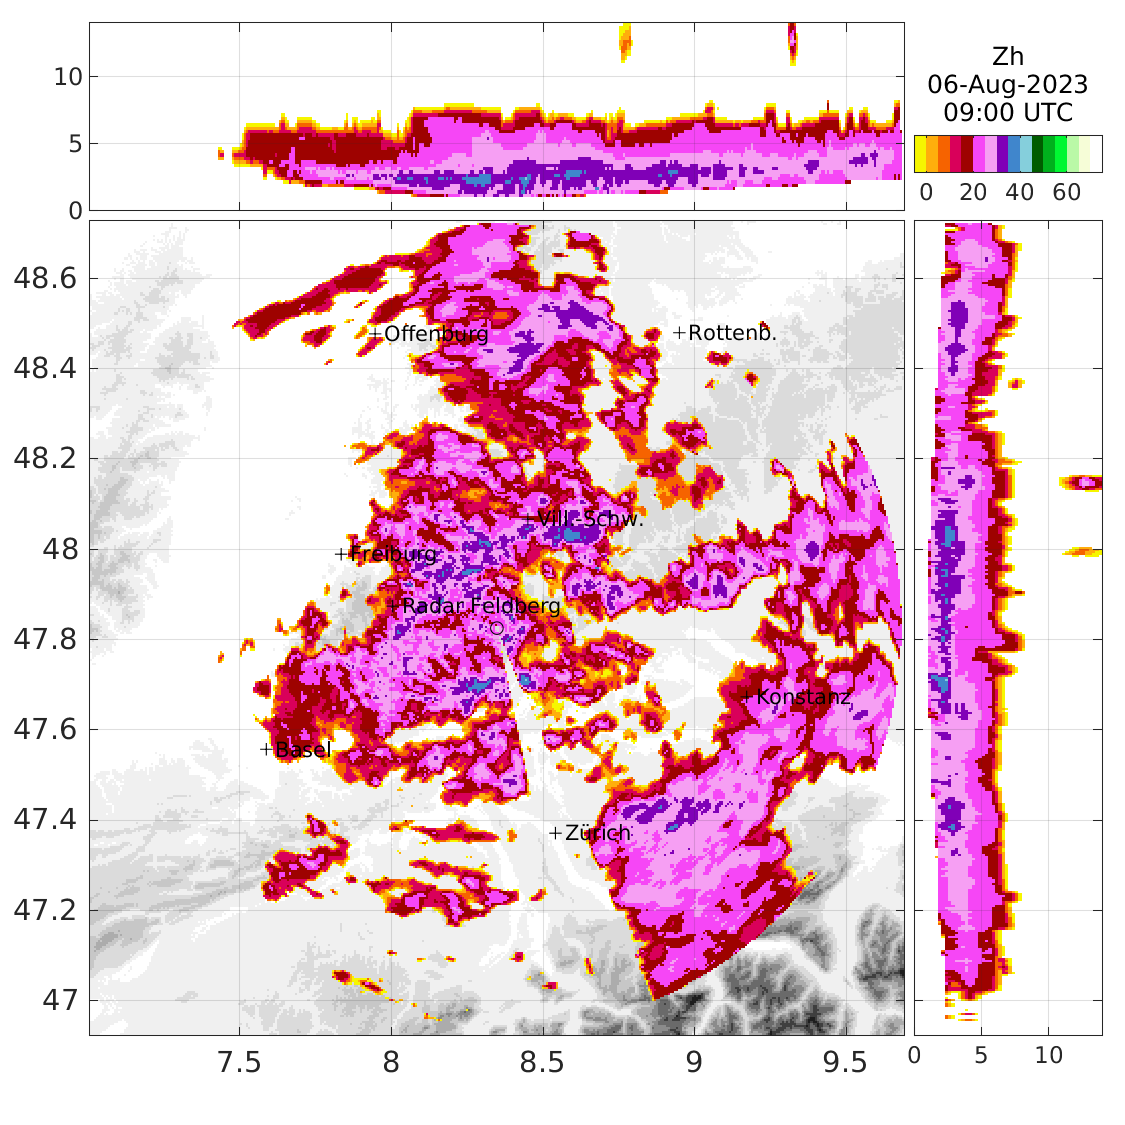 10
5
0
Zh
06-Aug-2023
09:00 UTC
0 20 40 60
48.6
48.4
48.2
48
47.8
47.6
47.4
47.2
47
+Offenburg
+Rottenb.
+Vill.-Schw.
+Freiburg
+Radar Feldberg
+Konstanz
+Basel
+Zürich
7.5 8 8.5 9 9.5
0 5 10